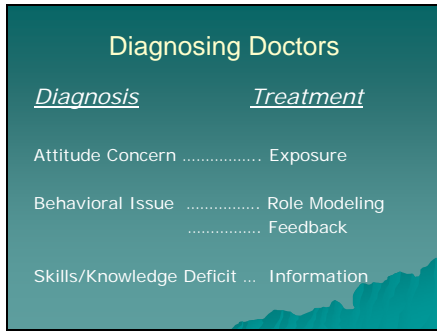 Diagnosing Doctors
Diagnosis Treatment
Attitude Concern ................ Exposure
Behavioral Issue ................ Role Modeling
................ Feedback
Skills/Knowledge Deficit ... Information